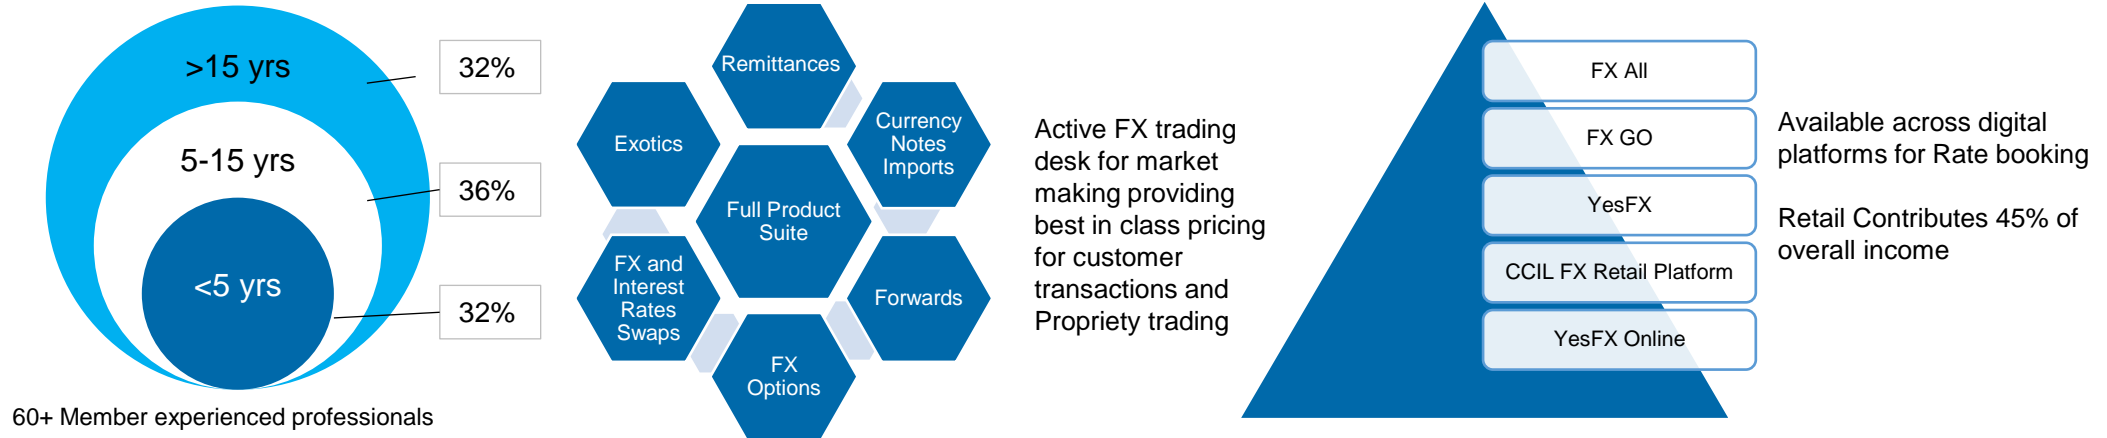 >15 yrs
32%
5-15 yrs
36%
<5 yrs
32%
60+ Member experienced professionals
Remittances
Exotics
Currency
Notes
Imports
Full Product
Suite
FX and
Interest
Rates
Swaps
Forwards
FX
Options
Active FX trading
desk for market
making providing
best in class pricing
for customer
transactions and
Propriety trading
FX All
FX GO
YesFX
CCIL FX Retail Platform
YesFX Online
Available across digital
platforms for Rate booking
Retail Contributes 45% of
overall income